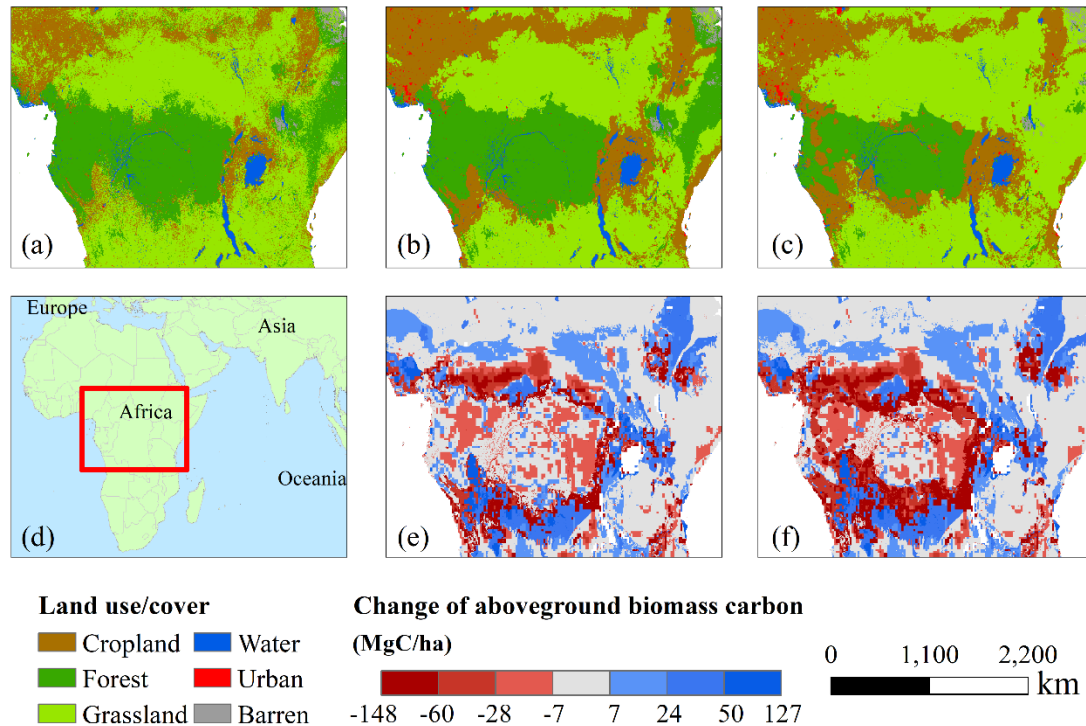 (a)
(b)
(c)
Europe
Asia
Africa
Oceania
(d)
(e)
(f)
Land use/cover
Cropland
Water
Forest
Urban
Grassland
Barren
Change of aboveground biomass carbon
(MgC/ha)
-148 -60 -28 -7 7 24 50 127
0 1,100 2,200
km